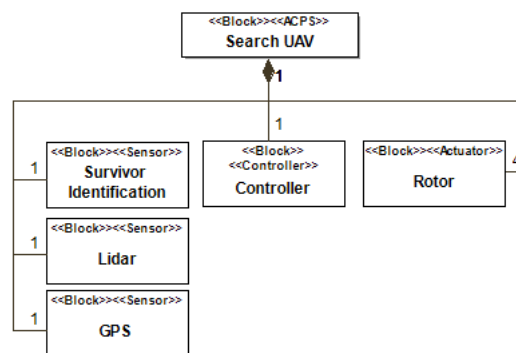 <<Block>><<ACPS>>
Search UAV
1
1
<<Block>><<Sensor>>
Survivor
Identification
1
<<Block>>
<<Controller>>
Controller
<<Block>><<Actuator>>
Rotor
4
<<Block>><<Sensor>>
Lidar
1
<<Block>><<Sensor>>
GPS
1